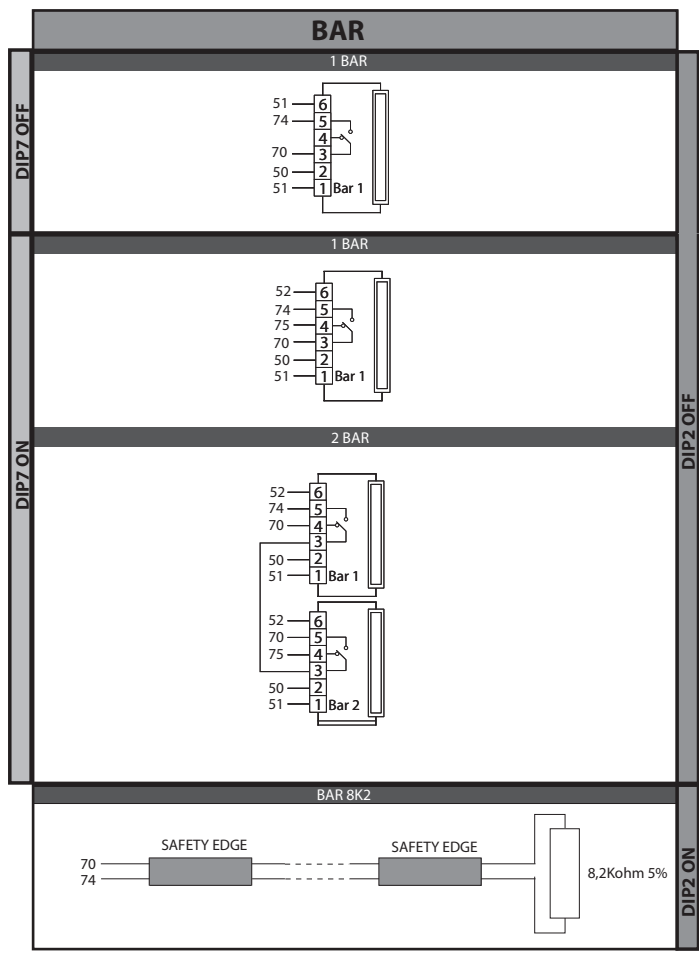 BAR
DIP7 OFF
DIP2 OFF
1 BAR
51 6
74 5
4
70 3
50 2
51 1 Bar 1
DIP7 ON
1 BAR
52 6
74 5
75 4
70 3
50 2
51 1 Bar 1
2 BAR
52 6
74 5
70 4
3
50 2
51 1 Bar 1
52 6
70 5
75 4
3
50 2
51 1 Bar 2
DIP2 ON
BAR 8K2
SAFETY EDGE SAFETY EDGE
70
74
8,2Kohm 5%